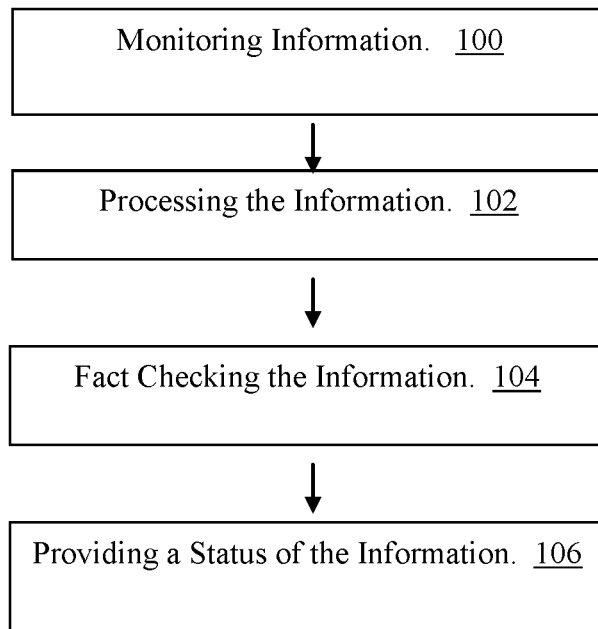 Monitoring Information. 100
Processing the Information. 102
Fact Checking the Information. 104
Providing a Status of the Information. 106